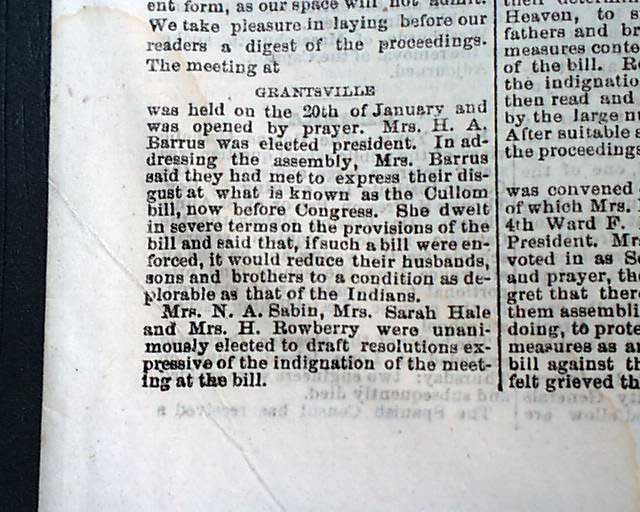 ent form, as our space will not admit.
We take pleasure in laying before our
readers a digest of the proceedings.
The meeting at
GRANTSVILLE
was held on the 20th of January and
was opened by prayer. Mrs. H. A.
Barrus was elected president. In ad-
dressing the assembly, Mrs. Barrus
said they had met to express their dis-
gust at what is known as the Cullom
bill, now before Congress. She dwelt
in severe terms on the provisions of the
bill and said that, if such a bill were en-
forced, it would reduce their husbands,
sons and brothers to a condition as de-
plorable as that of the Indians.
Mrs. N. A. Sabin, Mrs. Sarah Hale
and Mrs. H. Rowberry were unani-
mously elected to draft resolutions ex-
pressive of the indignation of the meet-
ing at the bill.
Heaven, to s
fathers and br
measures conte
of the bill. Re
the indignatio
then read and
by the large nu
After suitable s
the proceedings
was convened
of which Mrs.
4th Ward F.
President. Mr
voted in as Se
and prayer, the
gret that there
them assembli
doing, to prote
measures as a
bill against th
felt grieved th